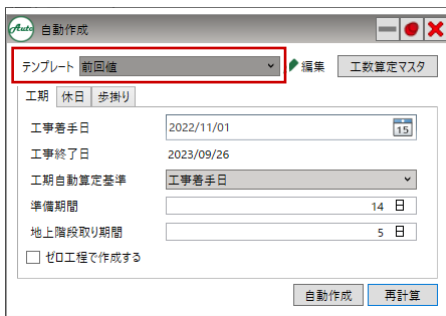 Auto 自動作成
テンプレート 前回値 編集 工数算定マスタ
工期 休日 歩掛り
工事着手日 2022/11/01 15
工事終了日 2023/09/26
工期自動算定基準 工事着手日
準備期間 14 日
地上階段取り期間 5 日
ゼロ工程で作成する
自動作成 再計算